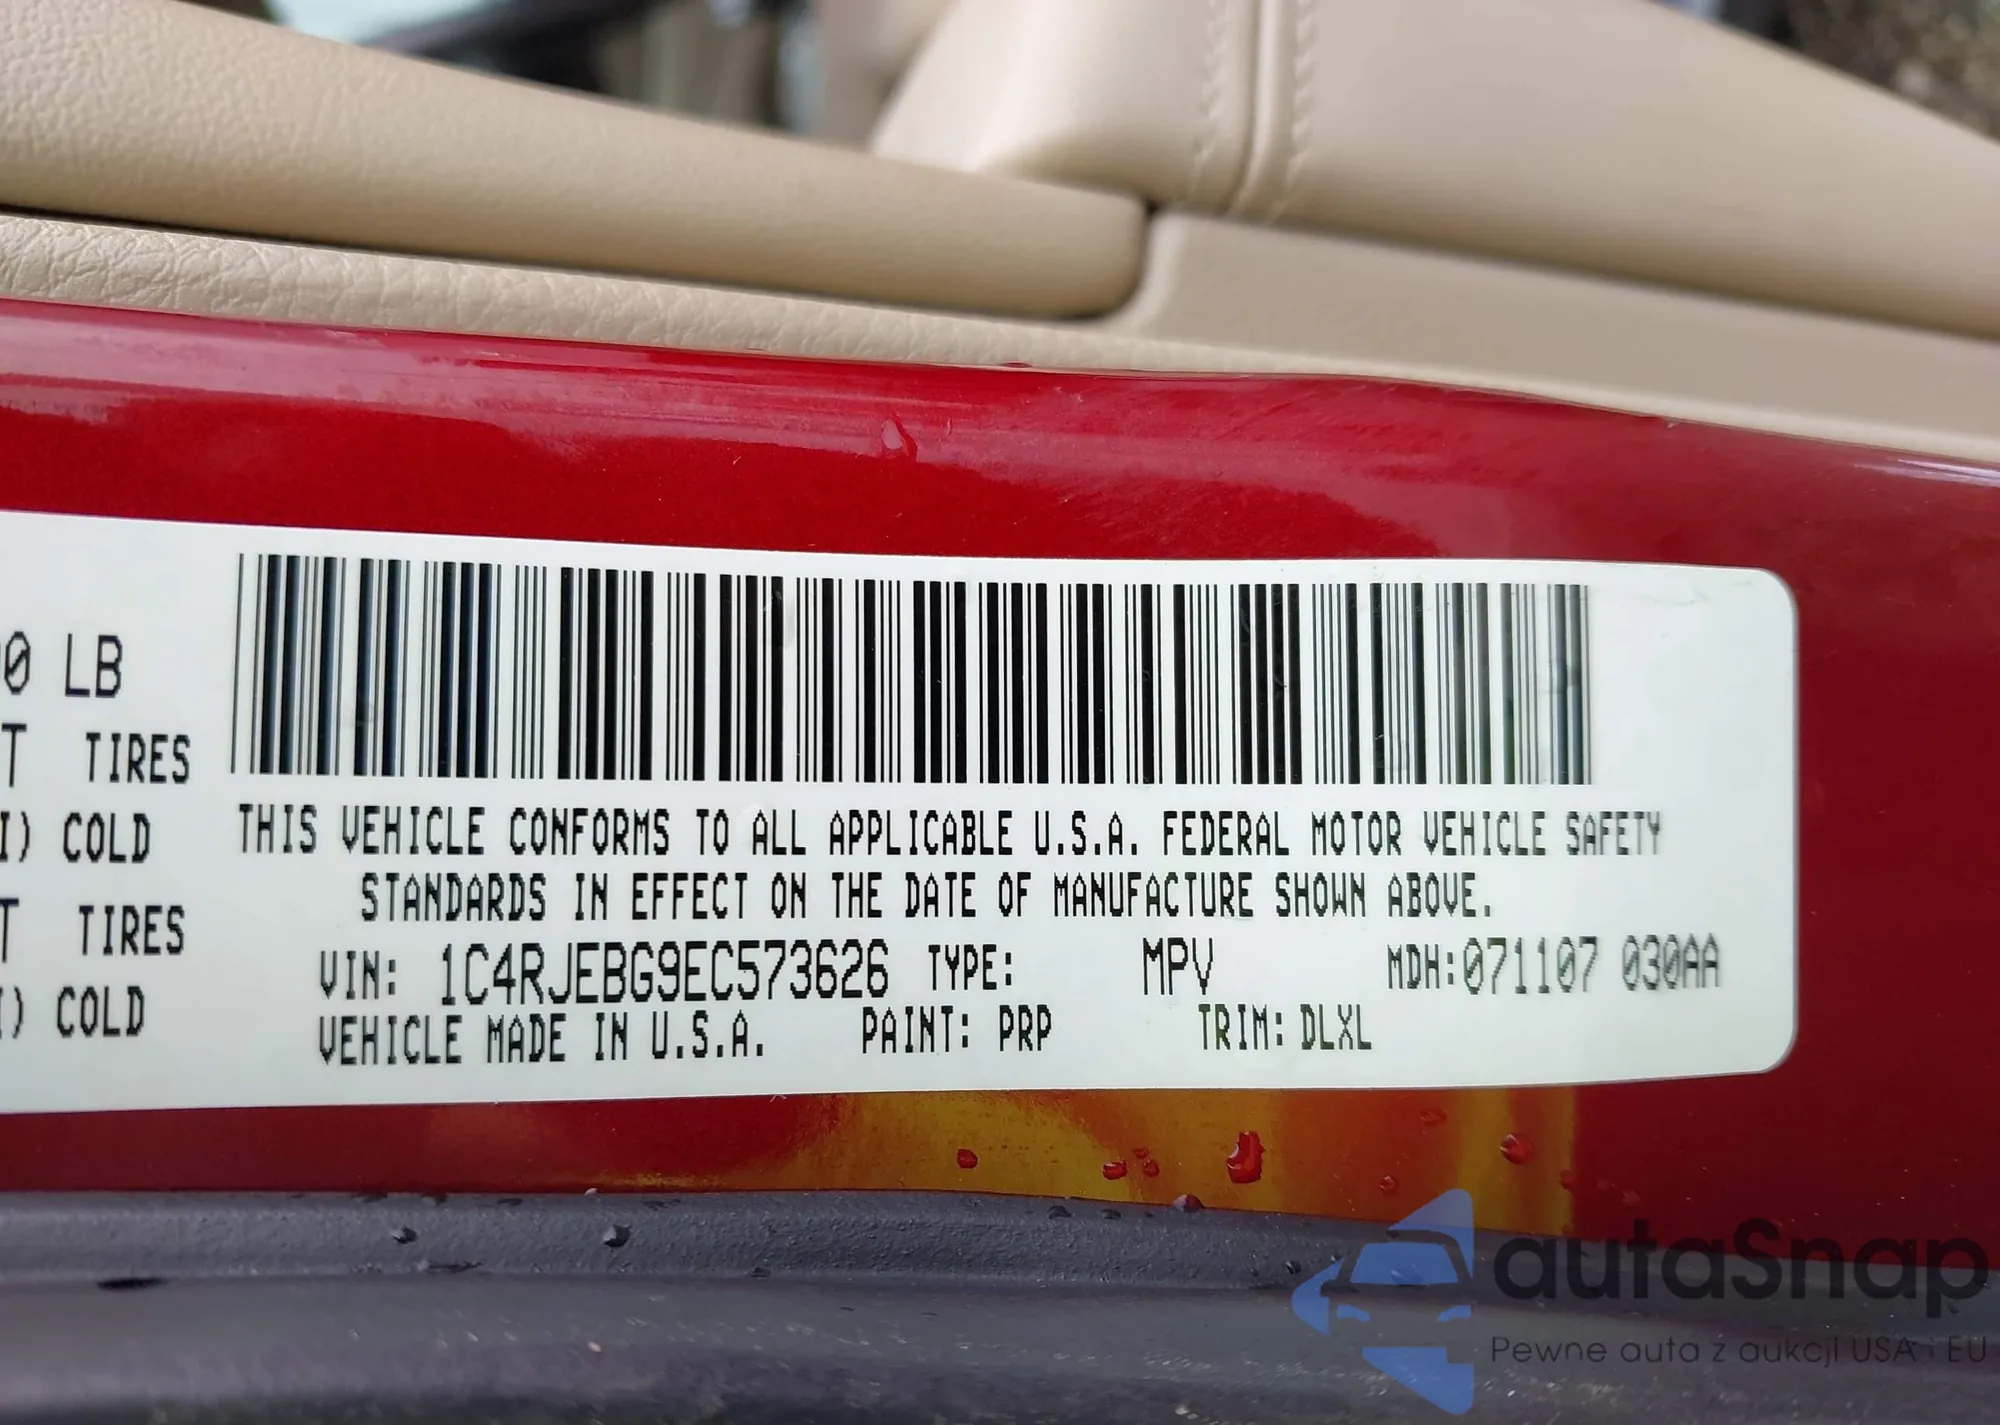 0 LB
T TIRES
I) COLD
T TIRES
) COLD
THIS VEHICLE CONFORMS TO ALL APPLICABLE U.S.A. FEDERAL MOTOR VEHICLE SAFETY
STANDARDS IN EFFECT ON THE DATE OF MANUFACTURE SHOWN ABOVE.
VIN: 1C4RJEBG9EC573626 TYPE: MPV MDH:071107 030AA
VEHICLE MADE IN U.S.A. PAINT: PRP TRIM: DLXL
autaSnap
Pewne auta z aukcji USA i EU